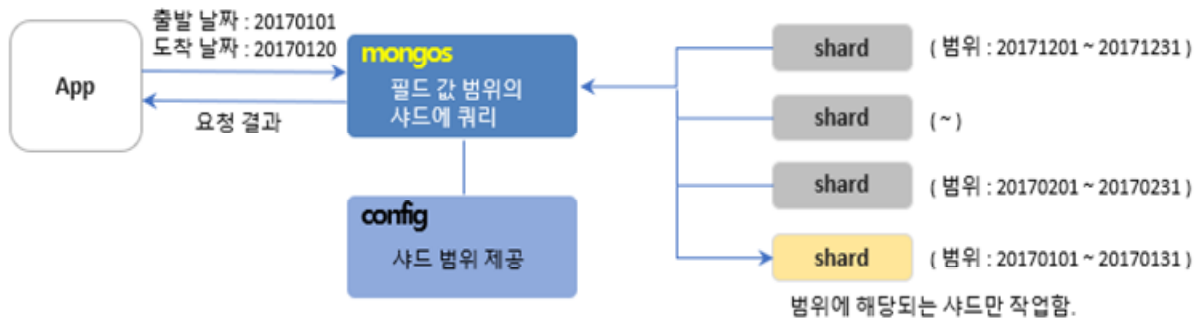 출발 날짜 : 20170101
도착 날짜 : 20170120
App
요청 결과
mongos
필드 값 범위의
샤드에 쿼리
config
샤드 범위 제공
shard ( 범위 : 20171201 ~ 20171231 )
shard ( ~ )
shard ( 범위 : 20170201 ~ 20170231 )
shard ( 범위 : 20170101 ~ 20170131 )
범위에 해당되는 샤드만 작업함.